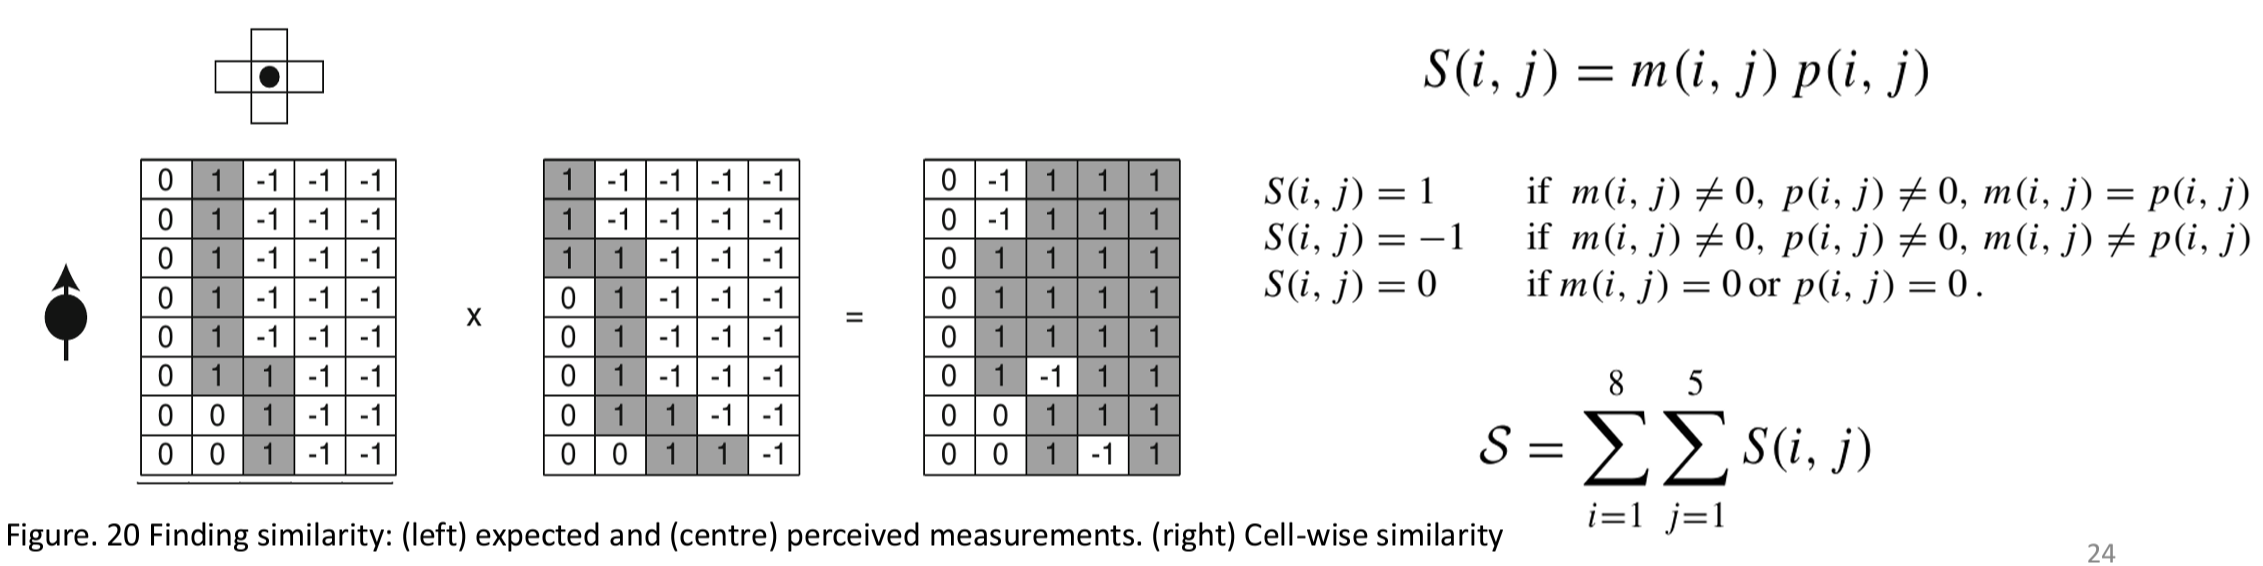 S(i, j) = m(i, j) p(i, j)
0 1 -1 -1 -1
0 1 -1 -1 -1
0 1 -1 -1 -1
0 1 -1 -1 -1
0 1 -1 -1 -1
0 1 1 -1 -1
0 0 1 -1 -1
0 0 1 -1 -1
x
1 -1 -1 -1 -1
1 -1 -1 -1 -1
1 1 -1 -1 -1
0 1 -1 -1 -1
0 1 -1 -1 -1
0 1 -1 -1 -1
0 1 1 -1 -1
0 0 1 1 -1
=
0 -1 1 1 1
0 -1 1 1 1
0 1 1 1 1
0 1 1 1 1
0 1 1 1 1
0 1 -1 1 1
0 0 1 1 1
0 0 1 -1 1
S(i, j) = 1 if m(i, j) ≠ 0, p(i, j) ≠ 0, m(i, j) = p(i, j)
S(i, j) = −1 if m(i, j) ≠ 0, p(i, j) ≠ 0, m(i, j) ≠ p(i, j)
S(i, j) = 0 if m(i, j) = 0 or p(i, j) = 0.
8 5
𝒮 = ∑ ∑ S(i, j)
i=1 j=1
Figure. 20 Finding similarity: (left) expected and (centre) perceived measurements. (right) Cell-wise similarity
24